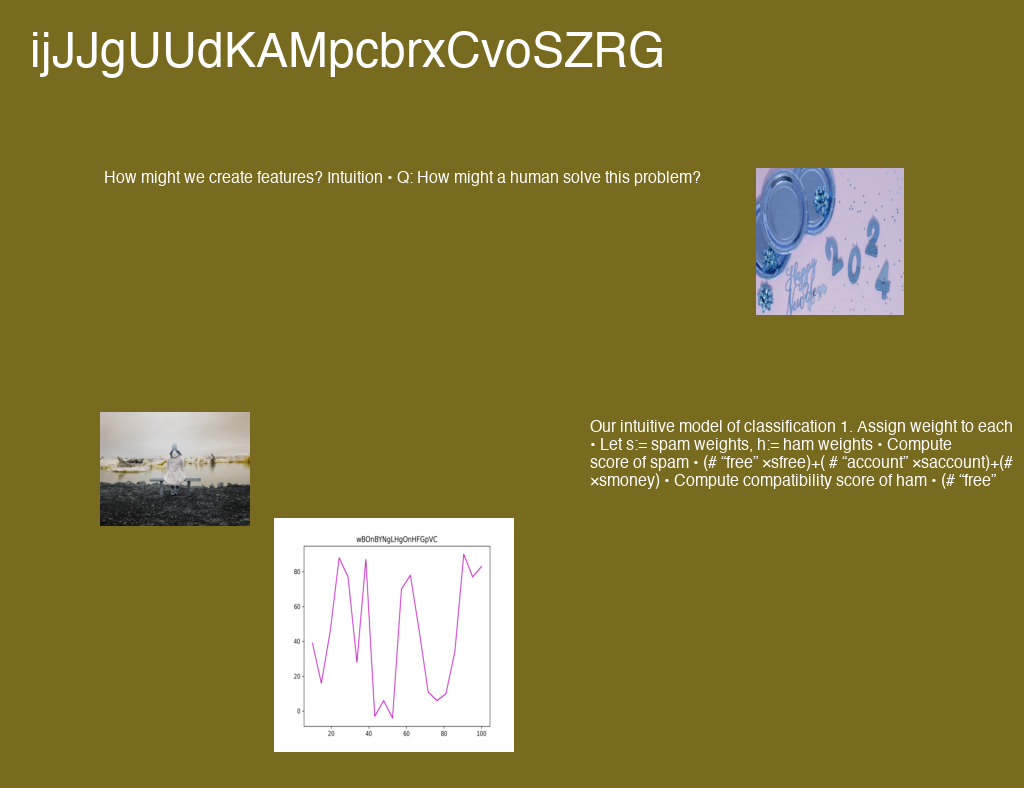 ijJJgUUdKAMpcbrxCvoSZRG
How might we create features? Intuition • Q: How might a human solve this problem?
2024
Happy
Our intuitive model of classification 1. Assign weight to each
• Let s:= spam weights, h:= ham weights • Compute
score of spam • (# “free” ×sfree)+( # “account” ×saccount)+(#
×smoney) • Compute compatibility score of ham • (# “free”
wBOnBYNgLHgOnHFGpVC
80
60
40
20
0
20 40 60 80 100